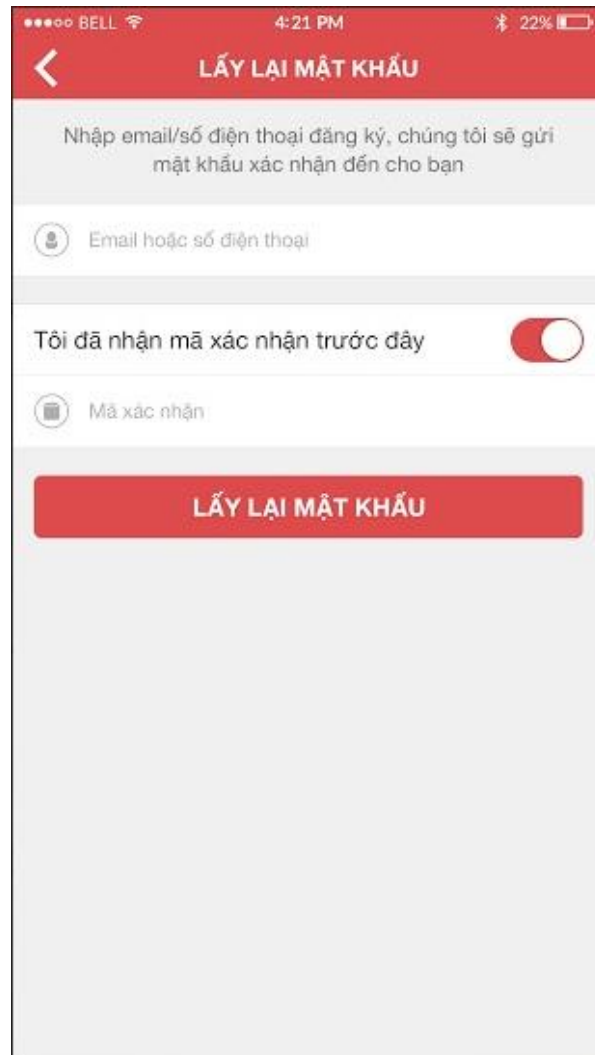 BELL 4:21 PM 22%
LẤY LẠI MẬT KHẨU
Nhập email/số điện thoại đăng ký, chúng tôi sẽ gửi
mật khẩu xác nhận đến cho bạn
Email hoặc số điện thoại
Tôi đã nhận mã xác nhận trước đây
Mã xác nhận
LẤY LẠI MẬT KHẨU